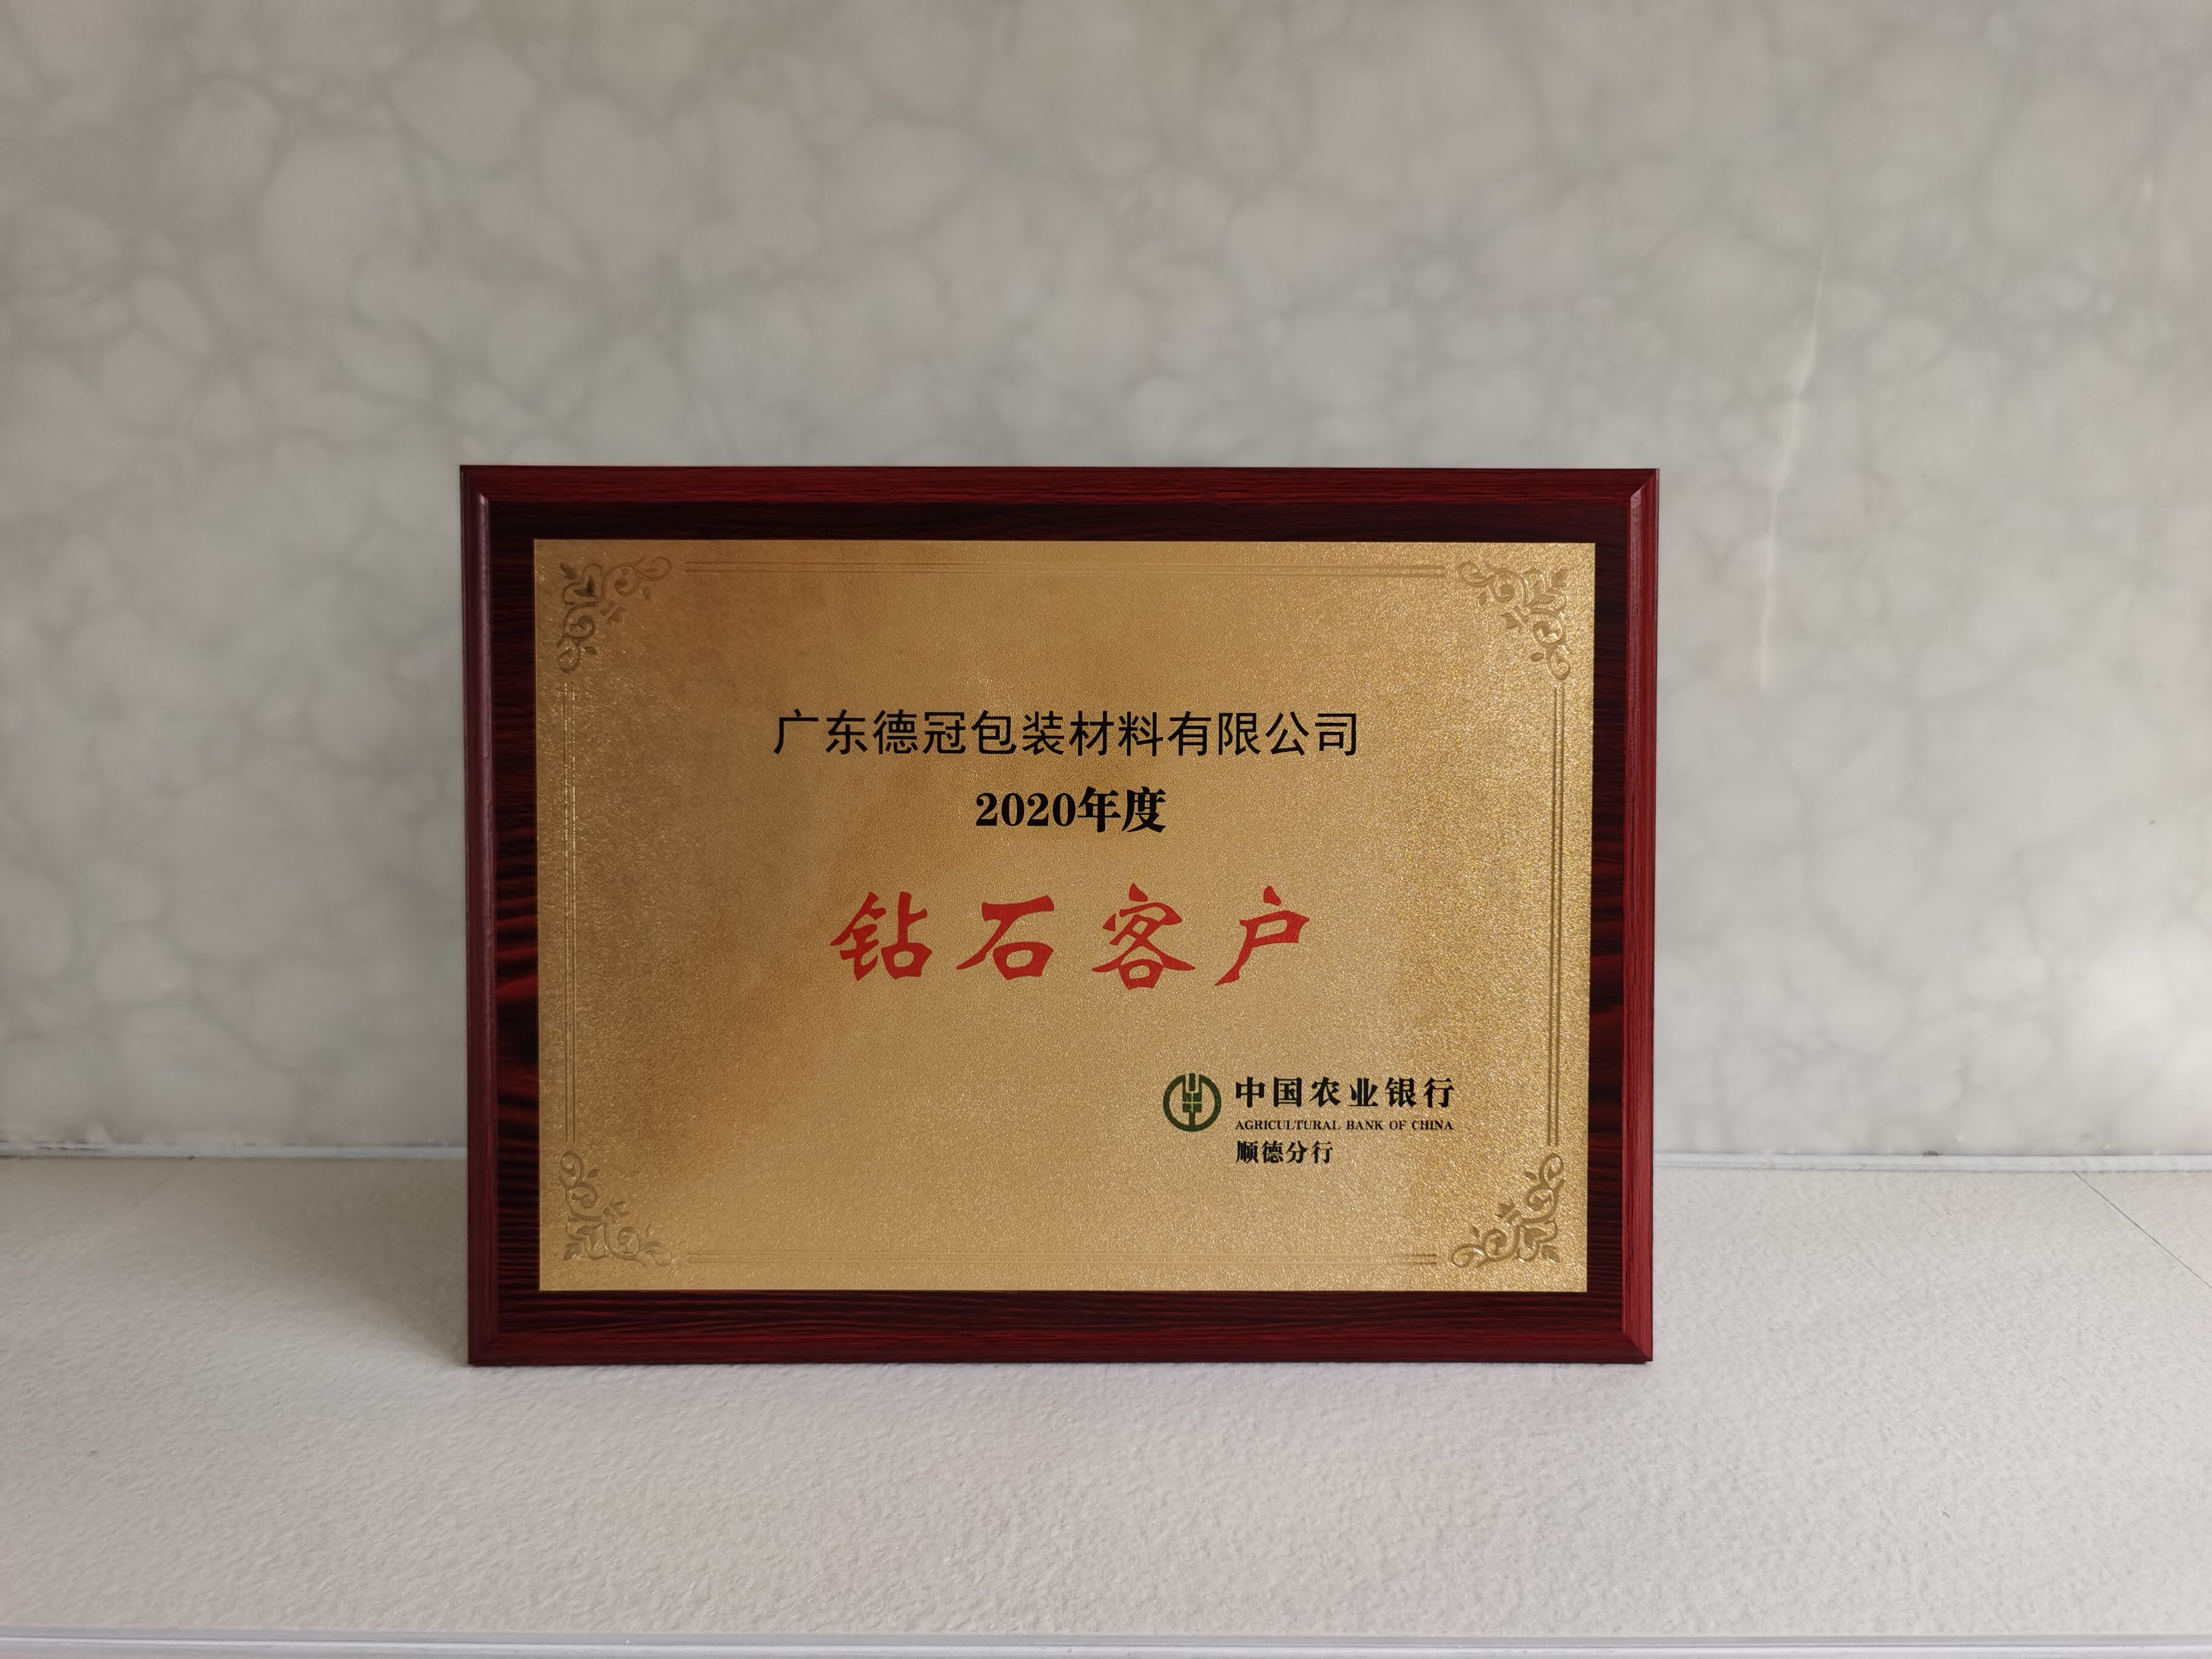 广东德冠包装材料有限公司
2020年度
钻石客户
中国农业银行
AGRICULTURAL BANK OF CHINA
顺德分行